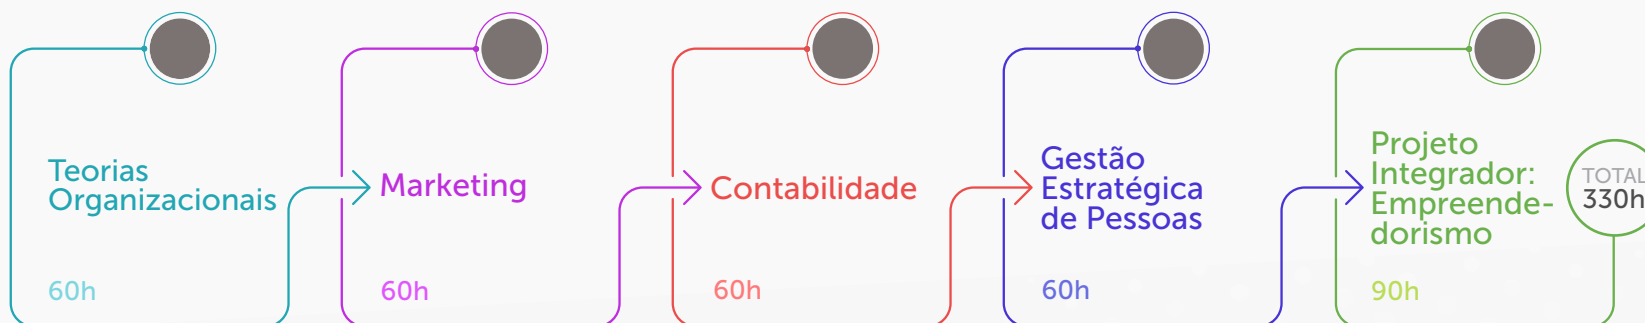 Teorias
Organizacionais
60h
Marketing
60h
Contabilidade
60h
Gestão
Estratégica
de Pessoas
60h
Projeto
Integrador:
Empreende-
dorismo
90h
TOTAL
330h